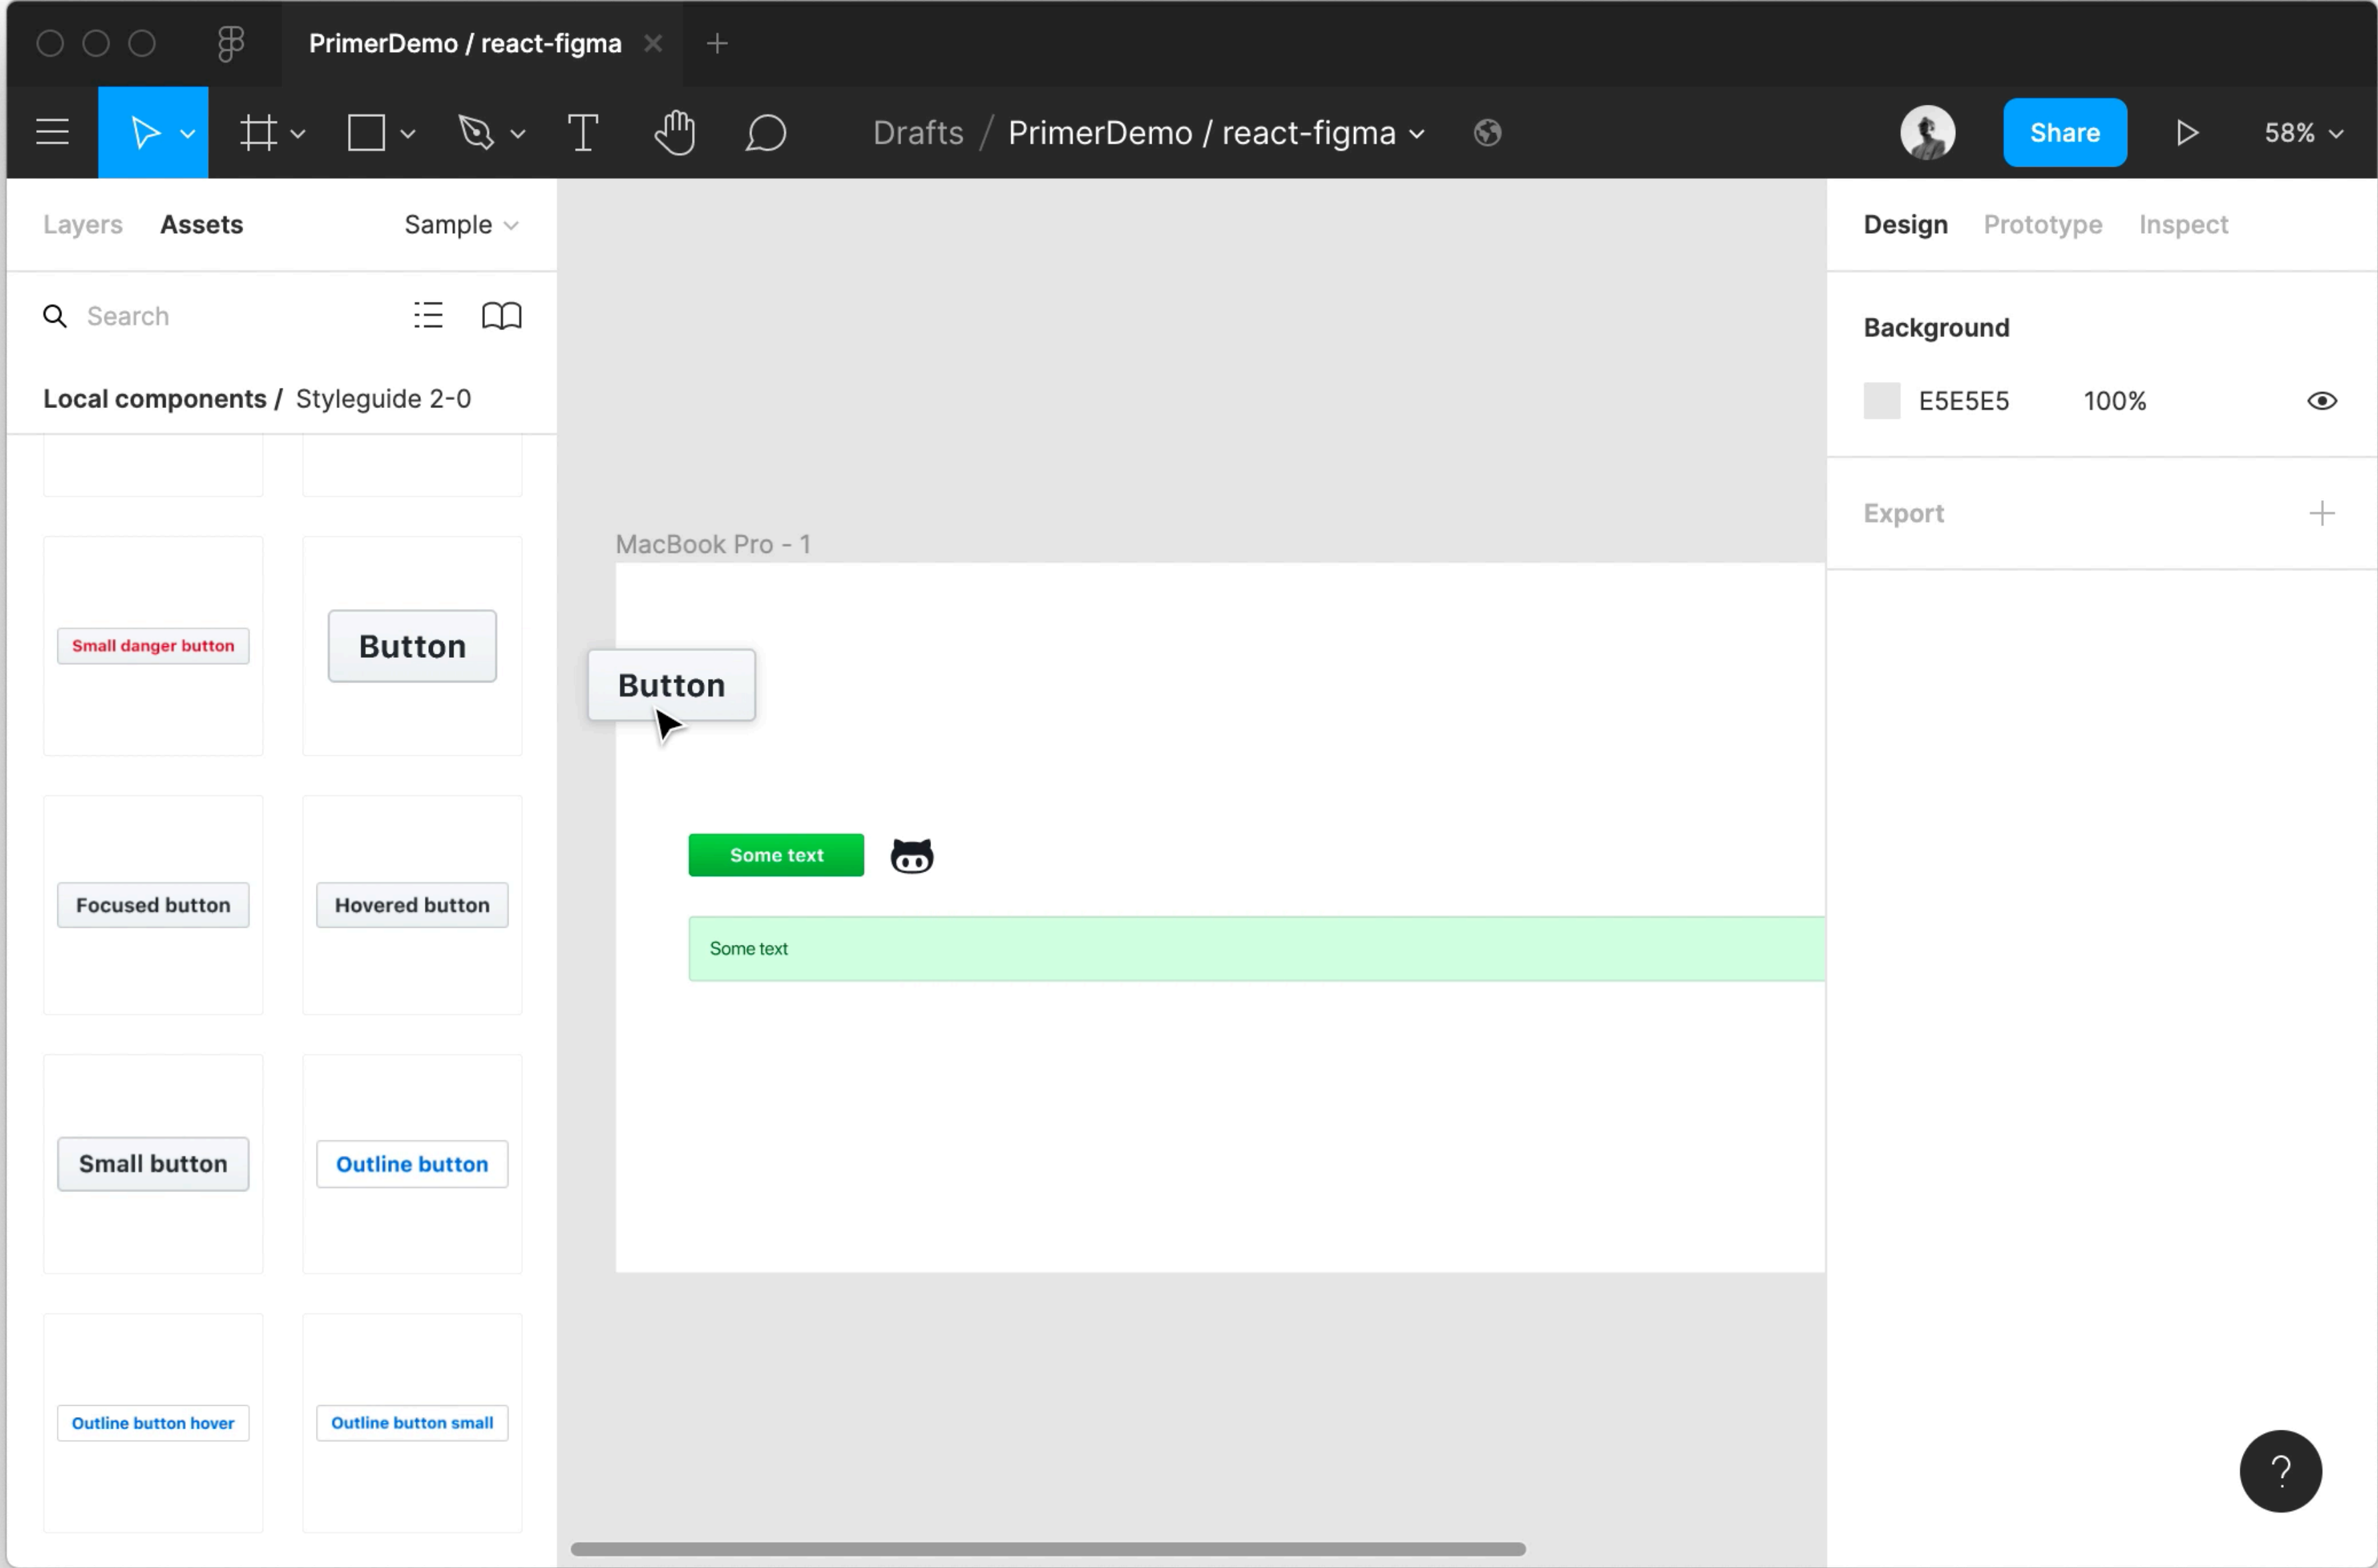 PrimerDemo / react-figma
Drafts / PrimerDemo / react-figma
Share
58%
Layers Assets Sample
Search
Local components / Styleguide 2-0
Small danger button
Button
Focused button
Hovered button
Small button
Outline button
Outline button hover
Outline button small
MacBook Pro - 1
Button
Some text
Some text
Design Prototype Inspect
Background
E5E5E5 100%
Export
?